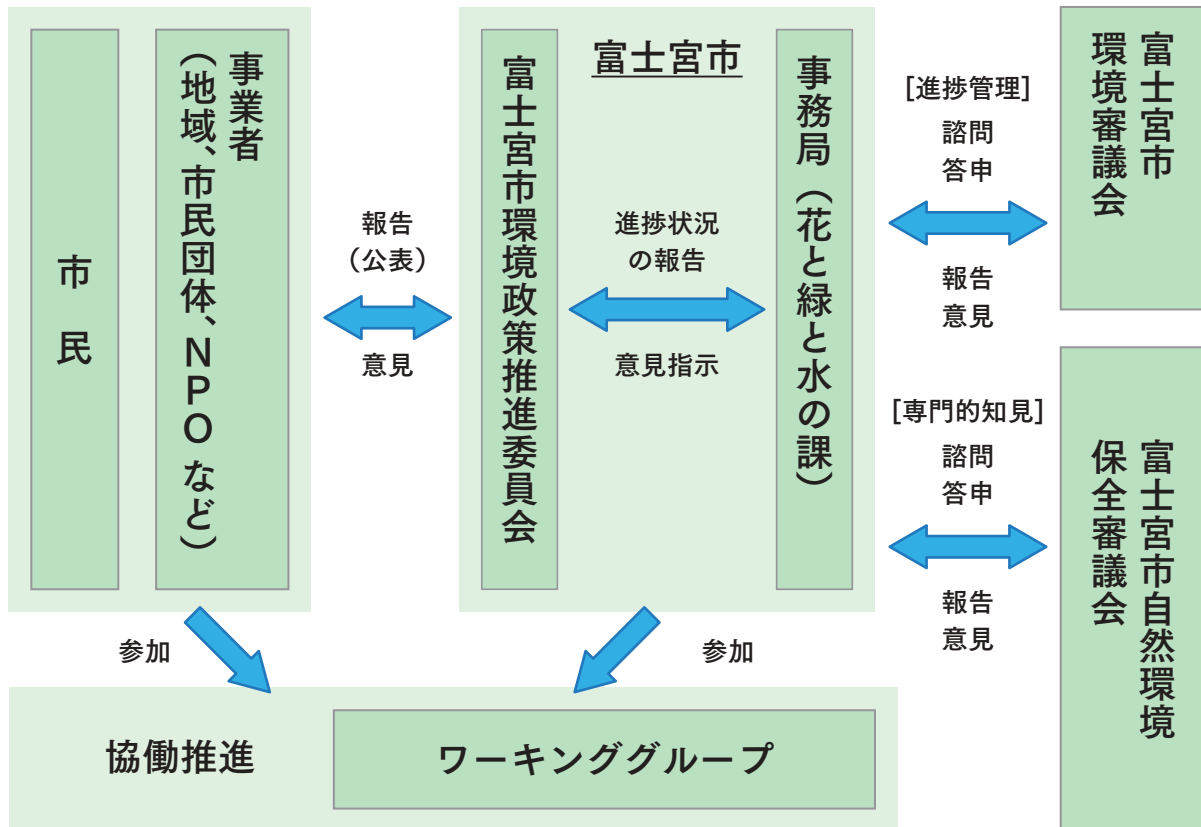 市民
事業者
（地域、市民団体、NPOなど）
報告
（公表）
意見
富士宮市
富士宮市環境政策推進委員会
進捗状況
の報告
意見指示
事務局（花と緑と水の課）
[進捗管理]
諮問
答申
報告
意見
富士宮市
環境審議会
[専門的知見]
諮問
答申
報告
意見
富士宮市自然環境
保全審議会
参加
参加
協働推進
ワーキンググループ